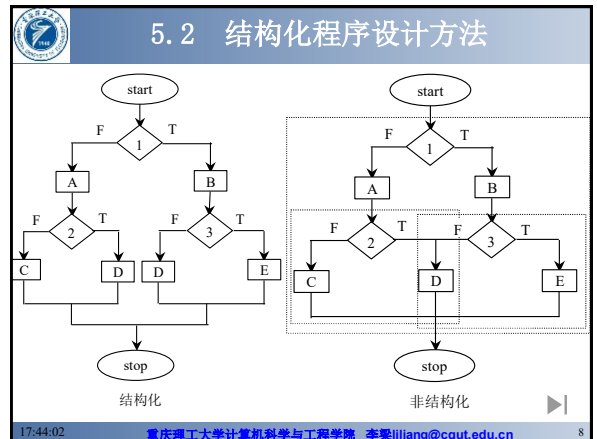 5.2 结构化程序设计方法
start
F T
1
A B
F T F T
2 3
C D D E
stop
结构化
start
F T
1
A B
F T F T
2 3
C D E
stop
非结构化
17:44:02 重庆理工大学计算机科学与工程学院 李梁liliang@cqut.edu.cn 8